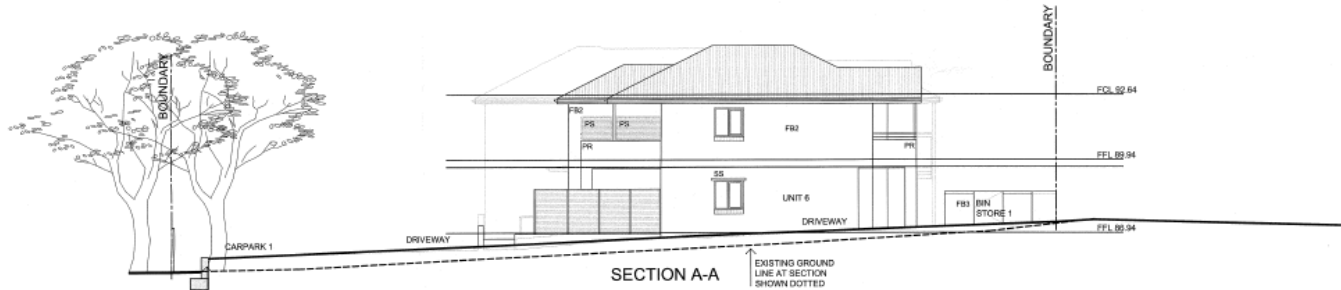 BOUNDARY
BOUNDARY
FCL 92.64
FB2
PS PS
FB2
PR
PR
FFL 89.94
SS
UNIT 6
FB3 BIN
STORE 1
DRIVEWAY
FFL 86.94
DRIVEWAY
CARPARK 1
SECTION A-A
EXISTING GROUND
LINE AT SECTION
SHOWN DOTTED